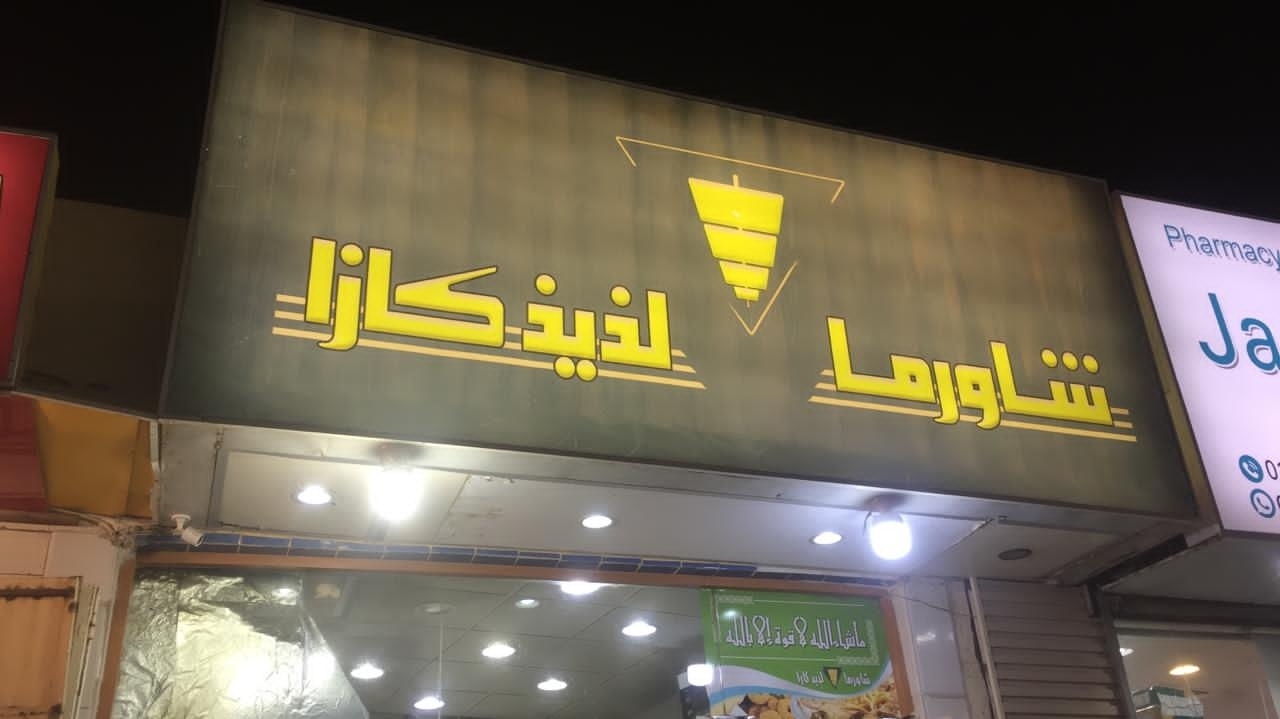 شاورما لذيذ كازا
Pharmacy
Ja
ما شاء الله لا قوة إلا بالله
شاورما لذيذ كازا